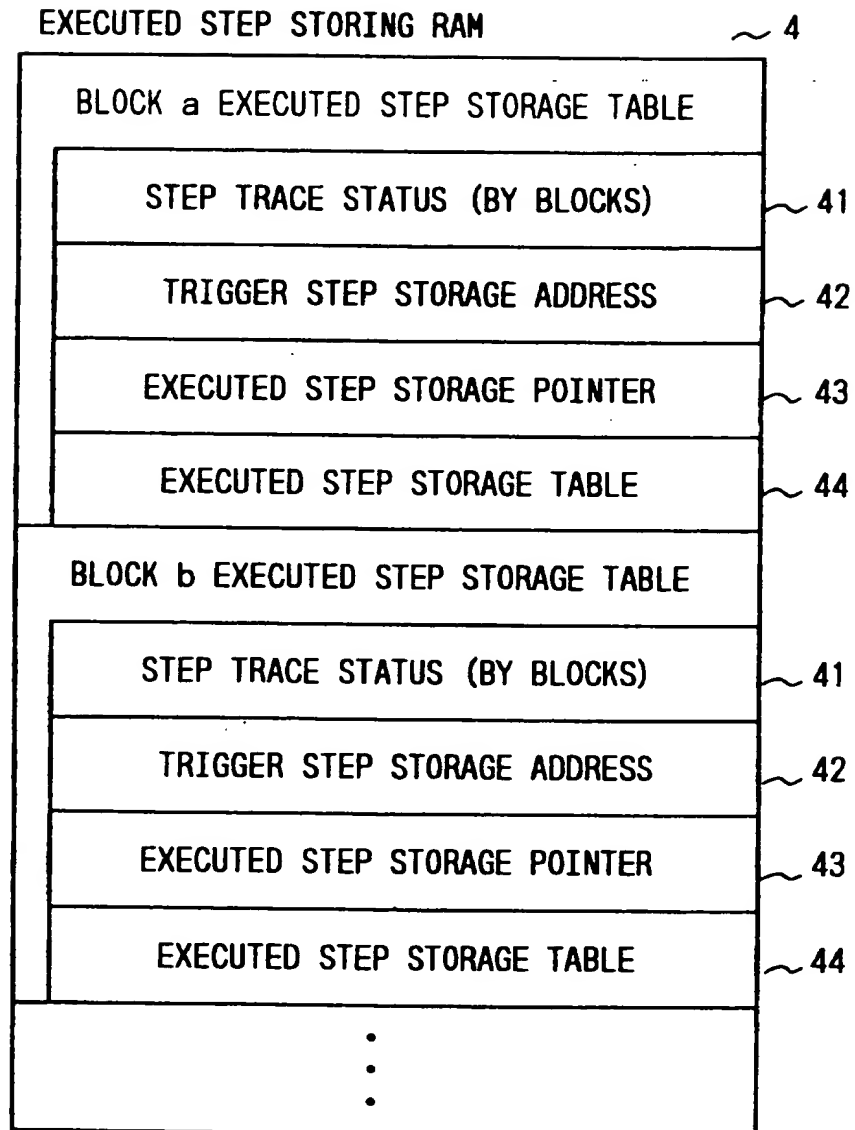 EXECUTED STEP STORING RAM 4
BLOCK a EXECUTED STEP STORAGE TABLE
STEP TRACE STATUS (BY BLOCKS) 41
TRIGGER STEP STORAGE ADDRESS 42
EXECUTED STEP STORAGE POINTER 43
EXECUTED STEP STORAGE TABLE 44
BLOCK b EXECUTED STEP STORAGE TABLE
STEP TRACE STATUS (BY BLOCKS) 41
TRIGGER STEP STORAGE ADDRESS 42
EXECUTED STEP STORAGE POINTER 43
EXECUTED STEP STORAGE TABLE 44